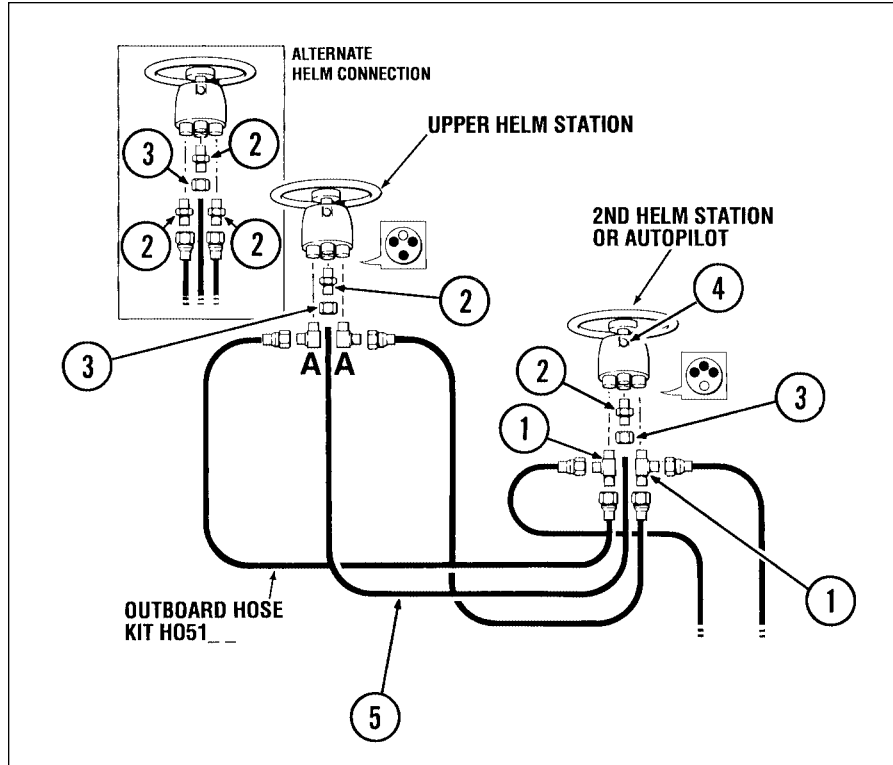 ALTERNATE
HELM CONNECTION
2
3
2
2
UPPER HELM STATION
2
3
A A
2ND HELM STATION
OR AUTOPILOT
4
2
3
1
1
OUTBOARD HOSE
KIT HO51_ _
5